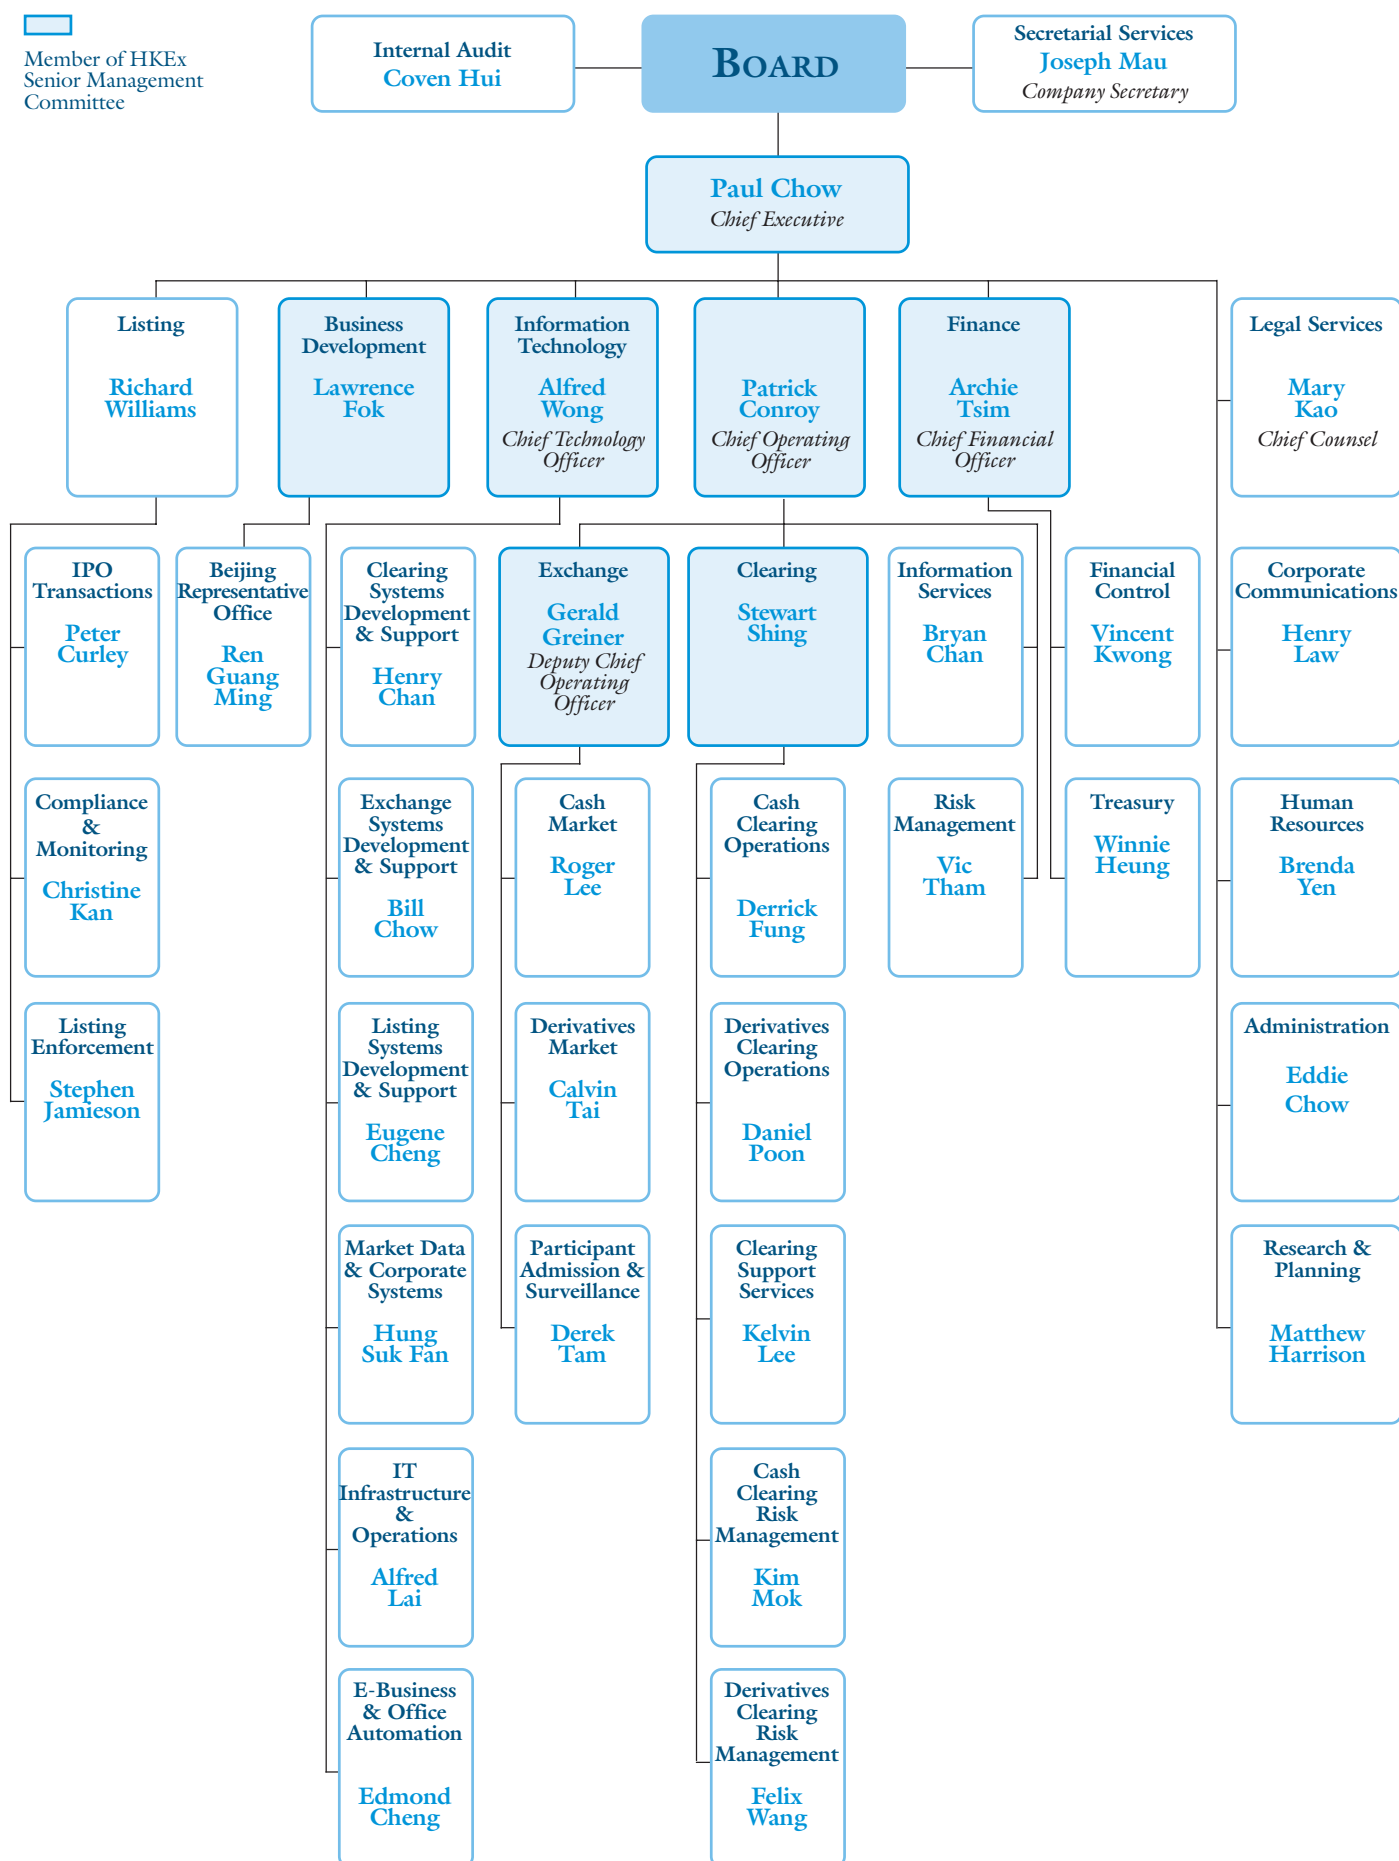 Member of HKEx
Senior Management
Committee
Internal Audit
Coven Hui
BOARD
Secretarial Services
Joseph Mau
Company Secretary
Paul Chow
Chief Executive
Listing
Richard
Williams
Business
Development
Lawrence
Fok
Information
Technology
Alfred
Wong
Chief Technology
Officer
Patrick
Conroy
Chief Operating
Officer
Finance
Archie
Tsim
Chief Financial
Officer
Legal Services
Mary
Kao
Chief Counsel
IPO
Transactions
Peter
Curley
Beijing
Representative
Office
Ren
Guang
Ming
Clearing
Systems
Development
& Support
Henry
Chan
Exchange
Gerald
Greiner
Deputy Chief
Operating
Officer
Clearing
Stewart
Shing
Information
Services
Bryan
Chan
Financial
Control
Vincent
Kwong
Corporate
Communications
Henry
Law
Compliance
&
Monitoring
Christine
Kan
Exchange
Systems
Development
& Support
Bill
Chow
Cash
Market
Roger
Lee
Cash
Clearing
Operations
Derrick
Fung
Risk
Management
Vic
Tham
Treasury
Winnie
Heung
Human
Resources
Brenda
Yen
Listing
Enforcement
Stephen
Jamieson
Listing
Systems
Development
& Support
Eugene
Cheng
Derivatives
Market
Calvin
Tai
Derivatives
Clearing
Operations
Daniel
Poon
Administration
Eddie
Chow
Market Data
& Corporate
Systems
Hung
Suk Fan
Participant
Admission &
Surveillance
Derek
Tam
Clearing
Support
Services
Kelvin
Lee
Research &
Planning
Matthew
Harrison
IT
Infrastructure
&
Operations
Alfred
Lai
Cash
Clearing
Risk
Management
Kim
Mok
E-Business
& Office
Automation
Edmond
Cheng
Derivatives
Clearing
Risk
Management
Felix
Wang